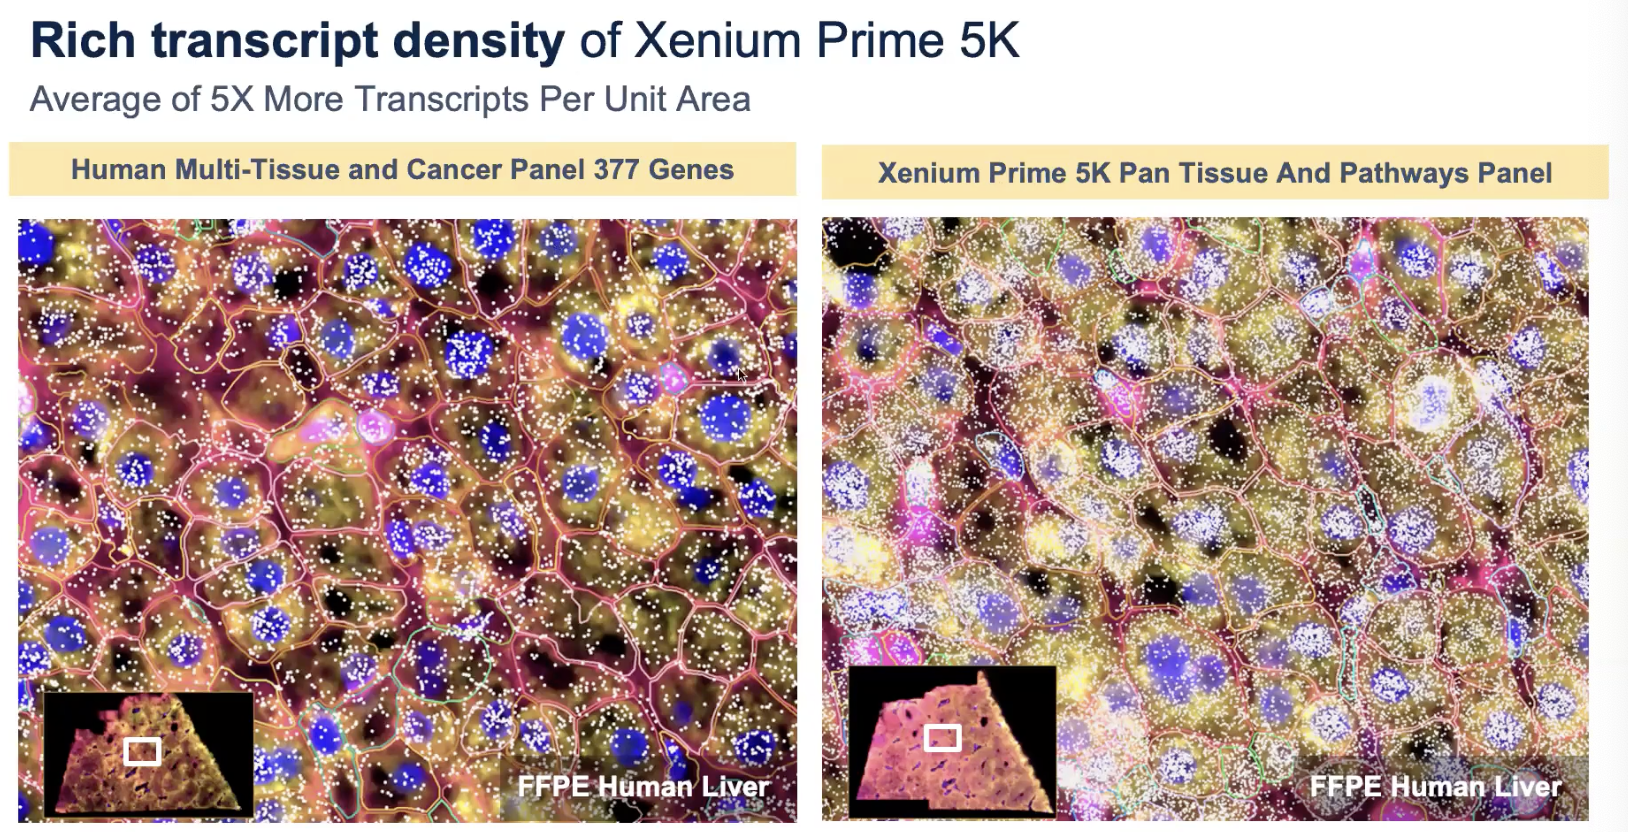 Rich transcript density of Xenium Prime 5K
Average of 5X More Transcripts Per Unit Area
Human Multi-Tissue and Cancer Panel 377 Genes
Xenium Prime 5K Pan Tissue And Pathways Panel
FFPE Human Liver
FFPE Human Liver